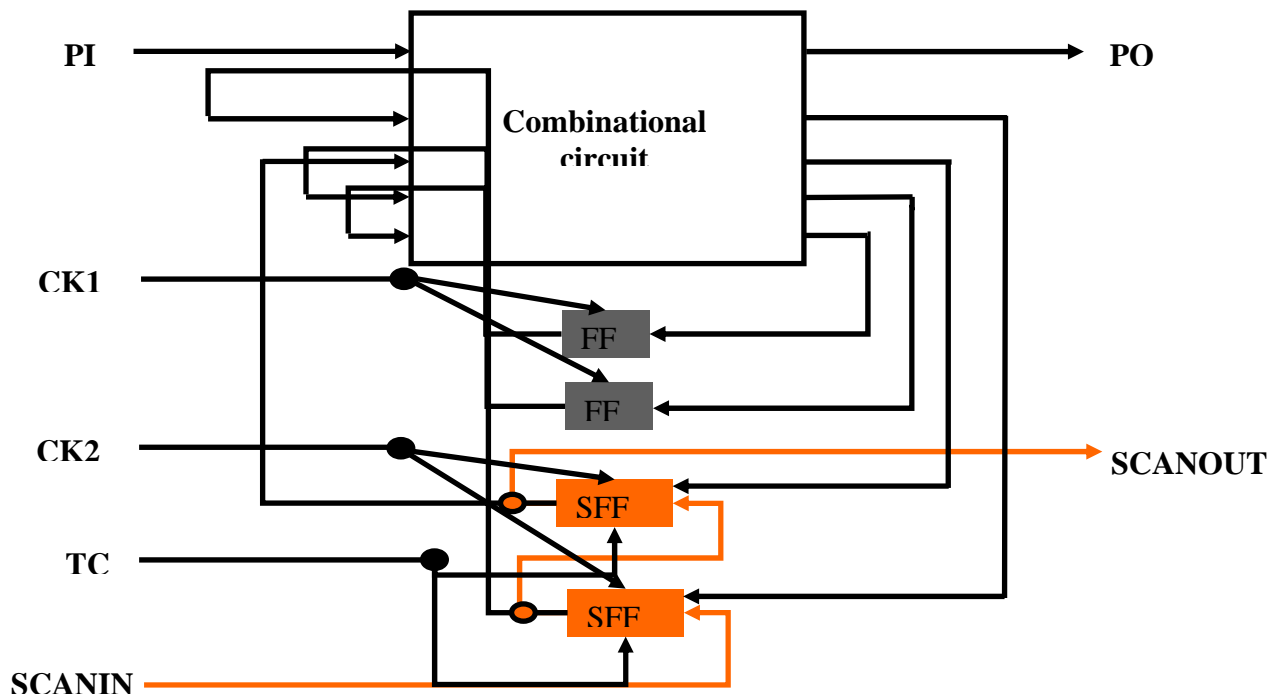 PI
PO
Combinational
circuit
CK1
FF
FF
CK2
SCANOUT
SFF
TC
SFF
SCANIN